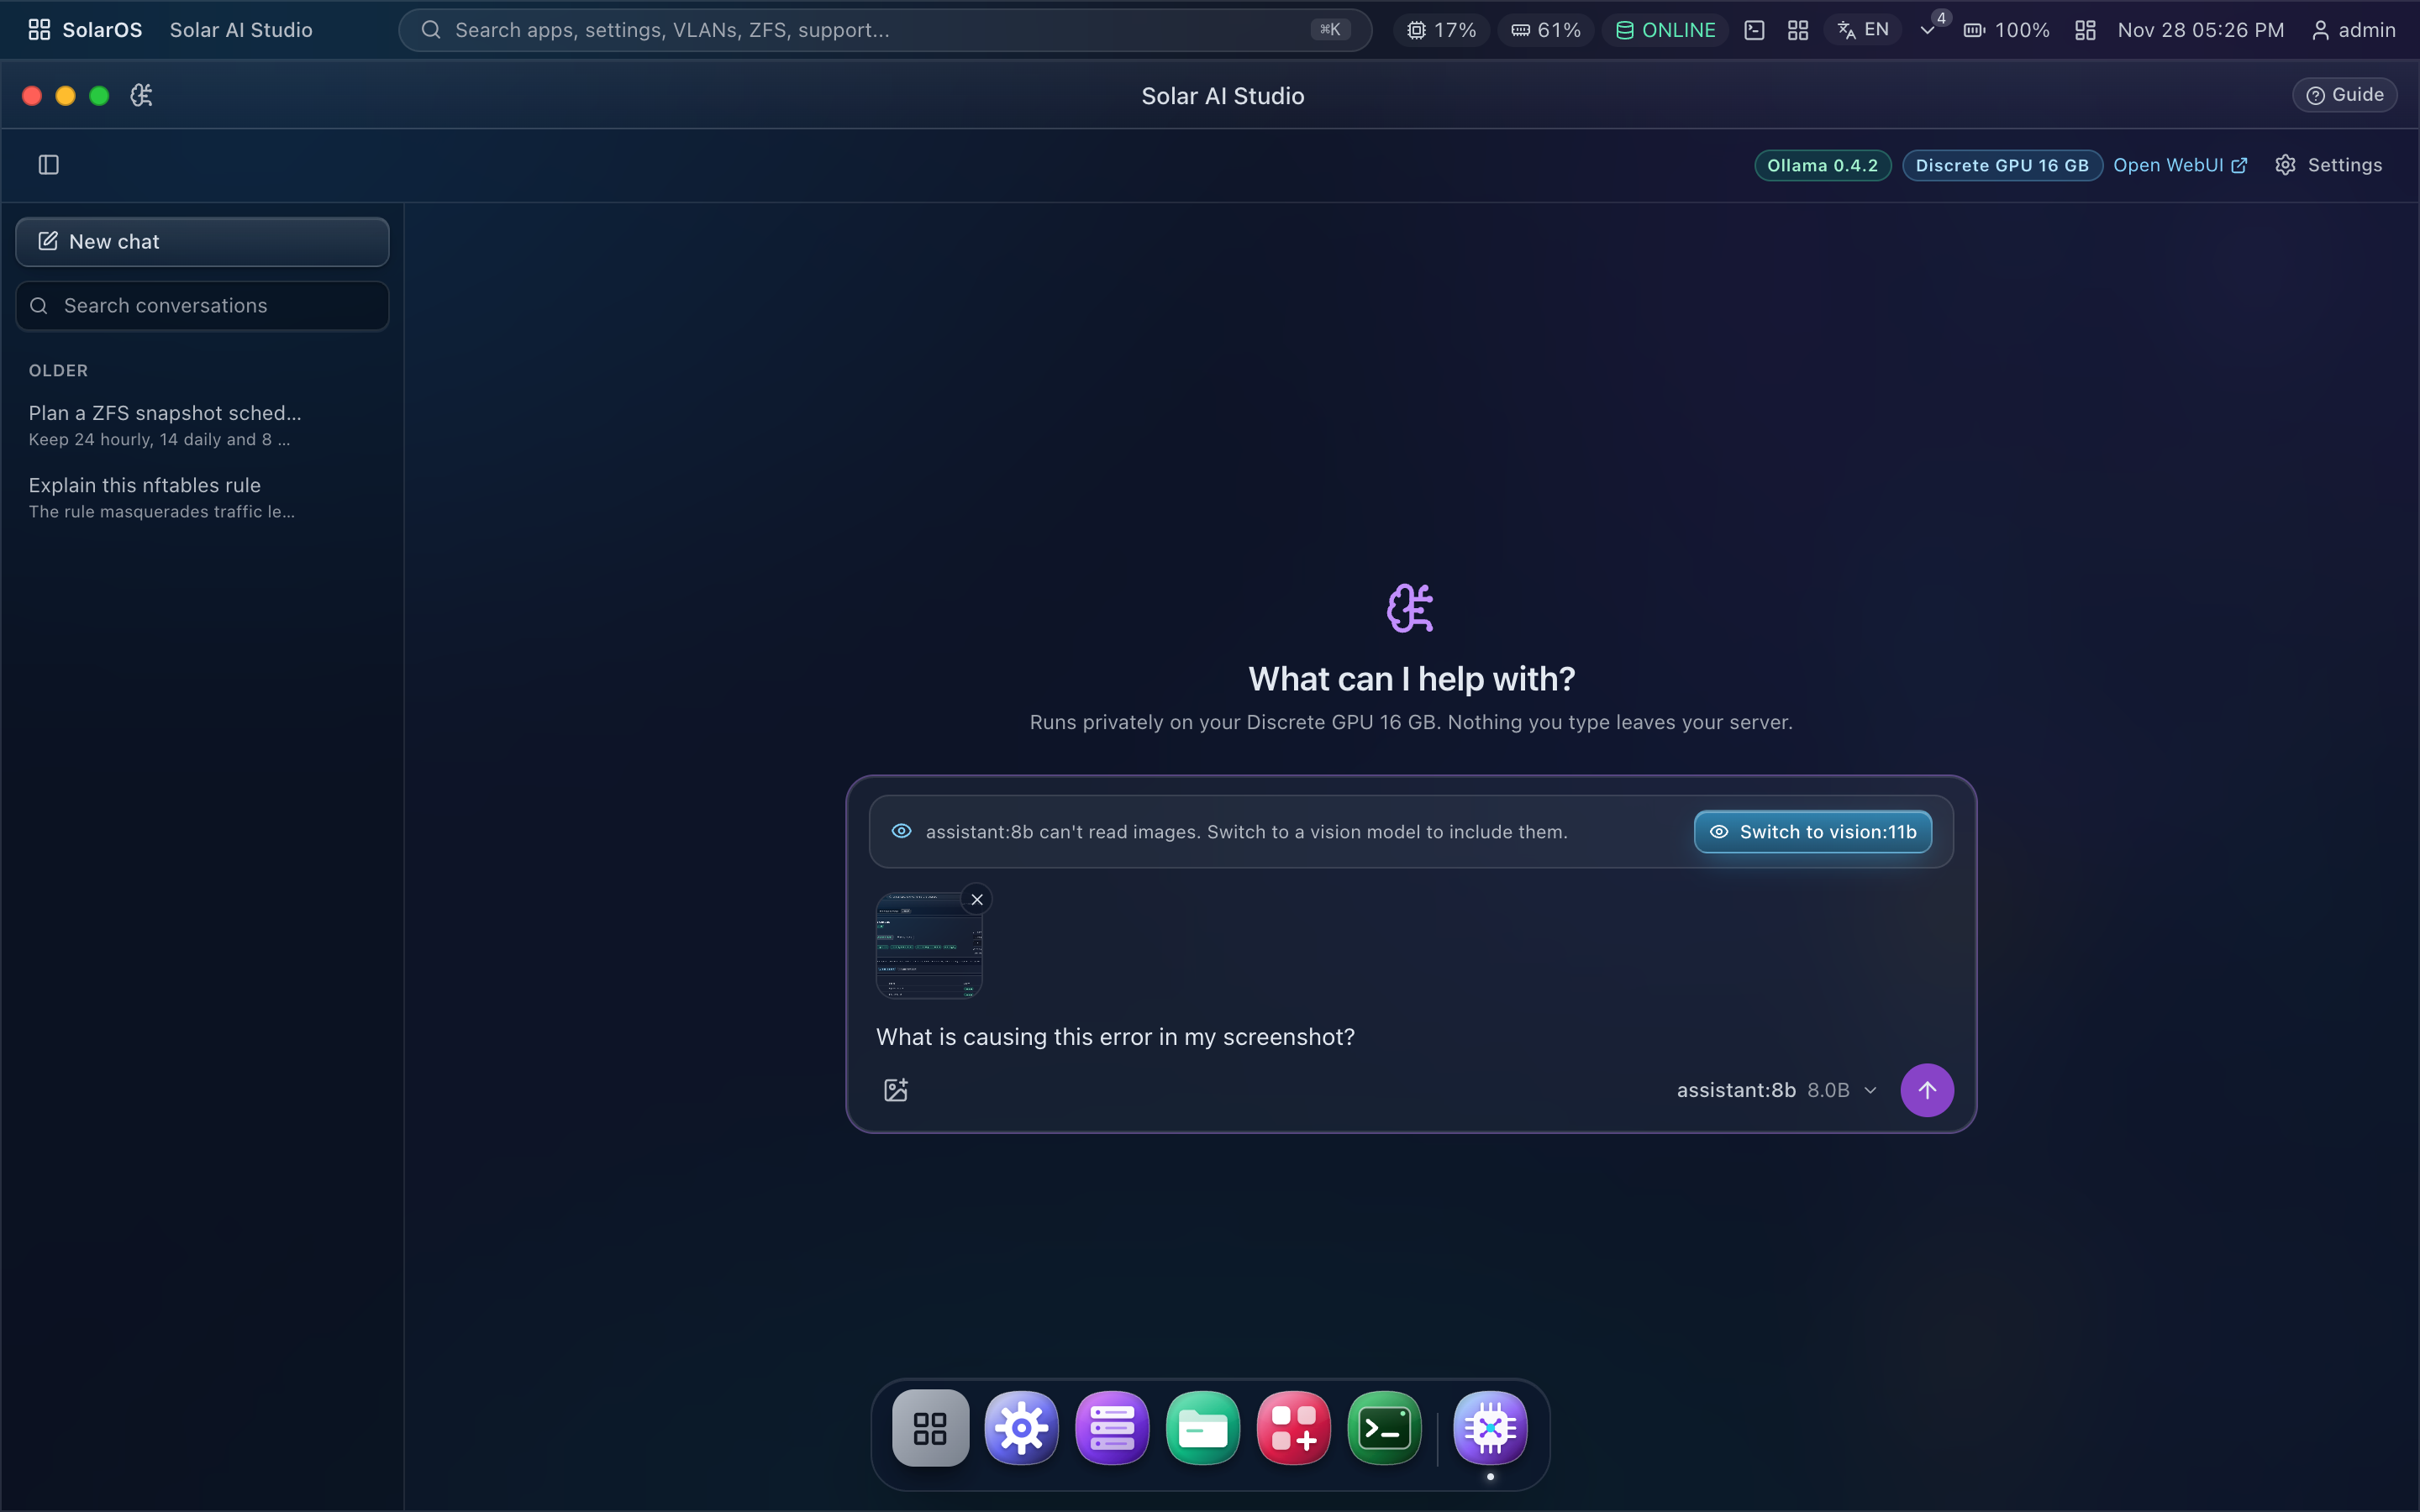 SolarOS Solar AI Studio Search apps, settings, VLANs, ZFS, support... ⌘K 17% 61% ONLINE EN 4 100% Nov 28 05:26 PM admin
Solar AI Studio Guide
Ollama 0.4.2 Discrete GPU 16 GB Open WebUI Settings
New chat
Search conversations
OLDER
Plan a ZFS snapshot sched...
Keep 24 hourly, 14 daily and 8 ...
Explain this nftables rule
The rule masquerades traffic le...
What can I help with?
Runs privately on your Discrete GPU 16 GB. Nothing you type leaves your server.
assistant:8b can't read images. Switch to a vision model to include them. Switch to vision:11b
What is causing this error in my screenshot?
assistant:8b 8.0B